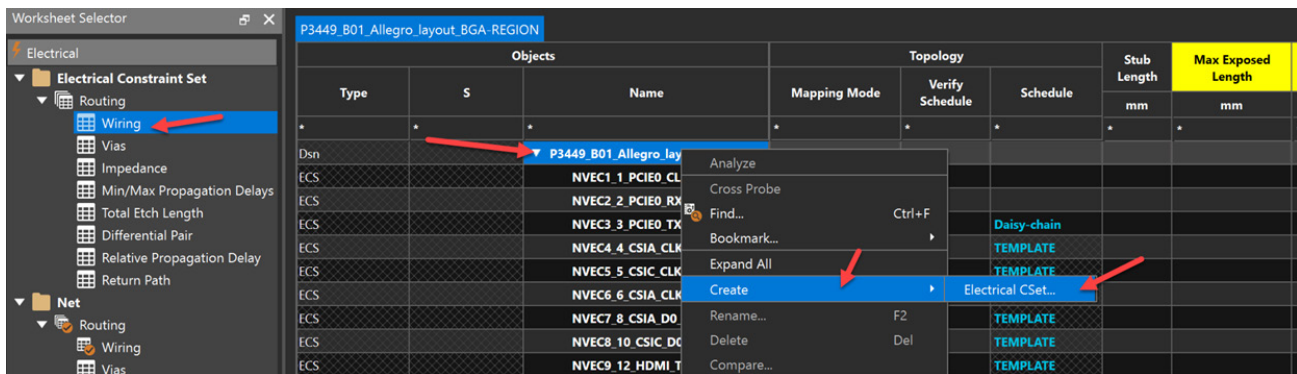 Worksheet Selector
Electrical
Electrical Constraint Set
Routing
Wiring
Vias
Impedance
Min/Max Propagation Delays
Total Etch Length
Differential Pair
Relative Propagation Delay
Return Path
Net
Routing
Wiring
Vias
P3449_B01_Allegro_layout_BGA-REGION
Objects Topology Stub Length Max Exposed Length
Type S Name Mapping Mode Verify Schedule Schedule mm mm
* * * * * * * *
Dsn P3449_B01_Allegro_lay
ECS NVEC1_1_PCIE0_CL
ECS NVEC2_2_PCIE0_RX
ECS NVEC3_3_PCIE0_TX Daisy-chain
ECS NVEC4_4_CSIA_CLK TEMPLATE
ECS NVEC5_5_CSIC_CLK TEMPLATE
ECS NVEC6_6_CSIA_CLK TEMPLATE
ECS NVEC7_8_CSIA_D0_ TEMPLATE
ECS NVEC8_10_CSIC_D0 TEMPLATE
ECS NVEC9_12_HDMI_T TEMPLATE
Analyze
Cross Probe
Find... Ctrl+F
Bookmark...
Expand All
Create
Rename... F2
Delete Del
Compare...
Electrical CSet...